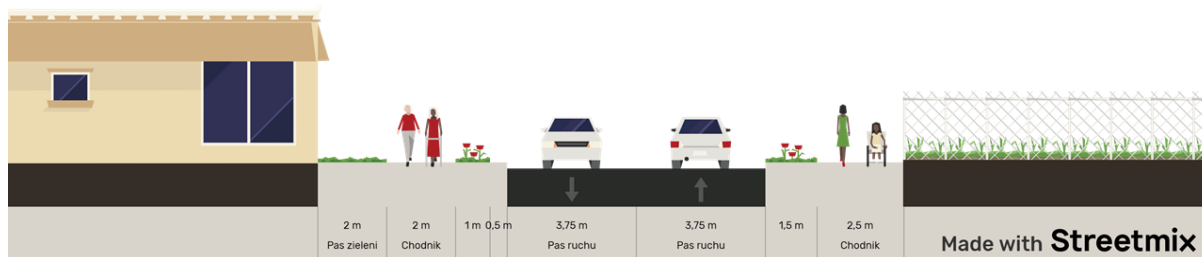 2 m
Pas zieleni
2 m
Chodnik
1 m
0,5 m
3,75 m
Pas ruchu
3,75 m
Pas ruchu
1,5 m
2,5 m
Chodnik
Made with Streetmix